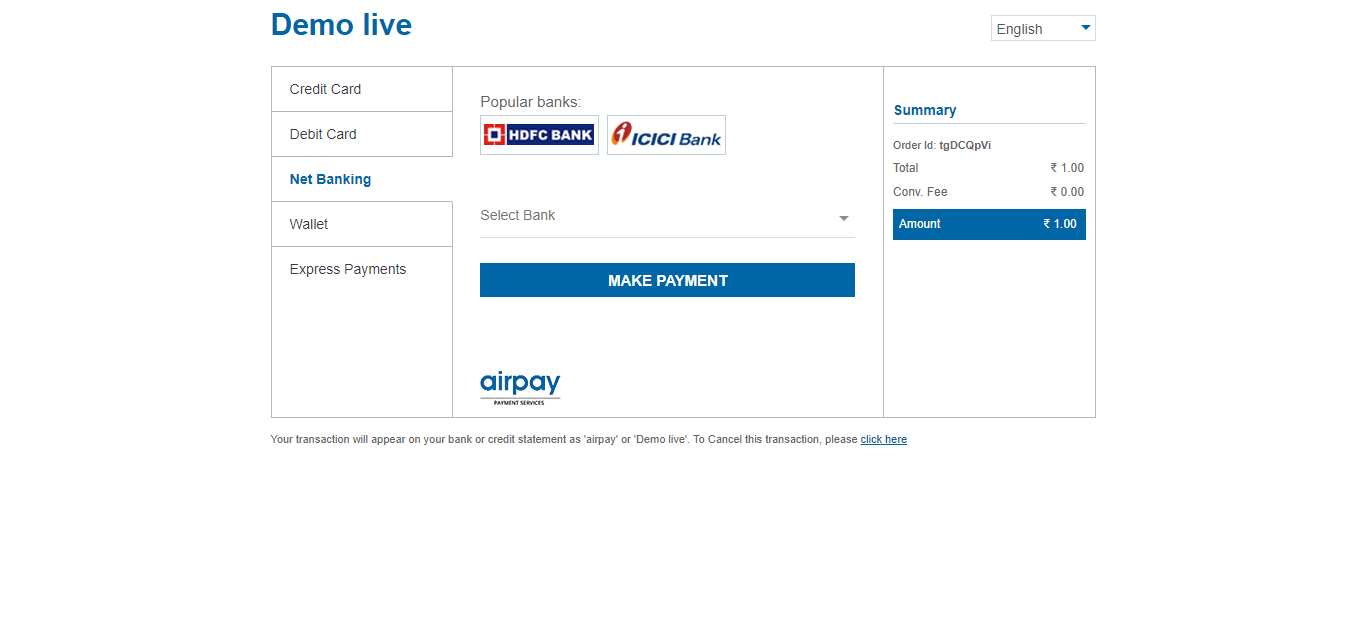 Demo live
English
Credit Card
Debit Card
Net Banking
Wallet
Express Payments
Popular banks:
HDFC BANK
ICICI Bank
Select Bank
MAKE PAYMENT
airpay
PAYMENT SERVICES
Summary
Order Id: tgDCQpVi
Total ₹ 1.00
Conv. Fee ₹ 0.00
Amount ₹ 1.00
Your transaction will appear on your bank or credit statement as 'airpay' or 'Demo live'. To Cancel this transaction, please click here